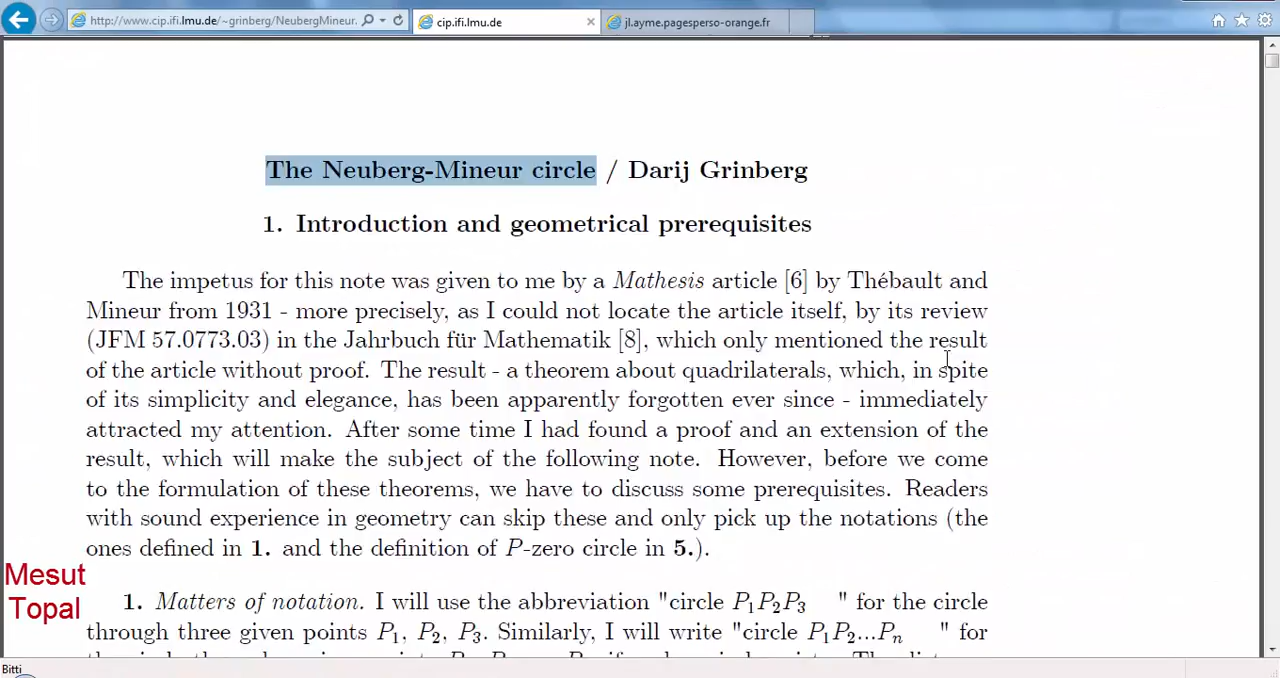 http://www.cip.ifi.lmu.de/~grinberg/NeubergMineur.
cip.ifi.lmu.de
jl.ayme.pagesperso-orange.fr
The Neuberg-Mineur circle / Darij Grinberg
1. Introduction and geometrical prerequisites
The impetus for this note was given to me by a Mathesis article [6] by Thébault and
Mineur from 1931 - more precisely, as I could not locate the article itself, by its review
(JFM 57.0773.03) in the Jahrbuch für Mathematik [8], which only mentioned the result
of the article without proof. The result - a theorem about quadrilaterals, which, in spite
of its simplicity and elegance, has been apparently forgotten ever since - immediately
attracted my attention. After some time I had found a proof and an extension of the
result, which will make the subject of the following note. However, before we come
to the formulation of these theorems, we have to discuss some prerequisites. Readers
with sound experience in geometry can skip these and only pick up the notations (the
ones defined in 1. and the definition of P-zero circle in 5.).
Mesut
Topal
1. Matters of notation. I will use the abbreviation "circle P₁P₂P₃ " for the circle
through three given points P₁, P₂, P₃. Similarly, I will write "circle P₁P₂...Pₙ " for
Bitti